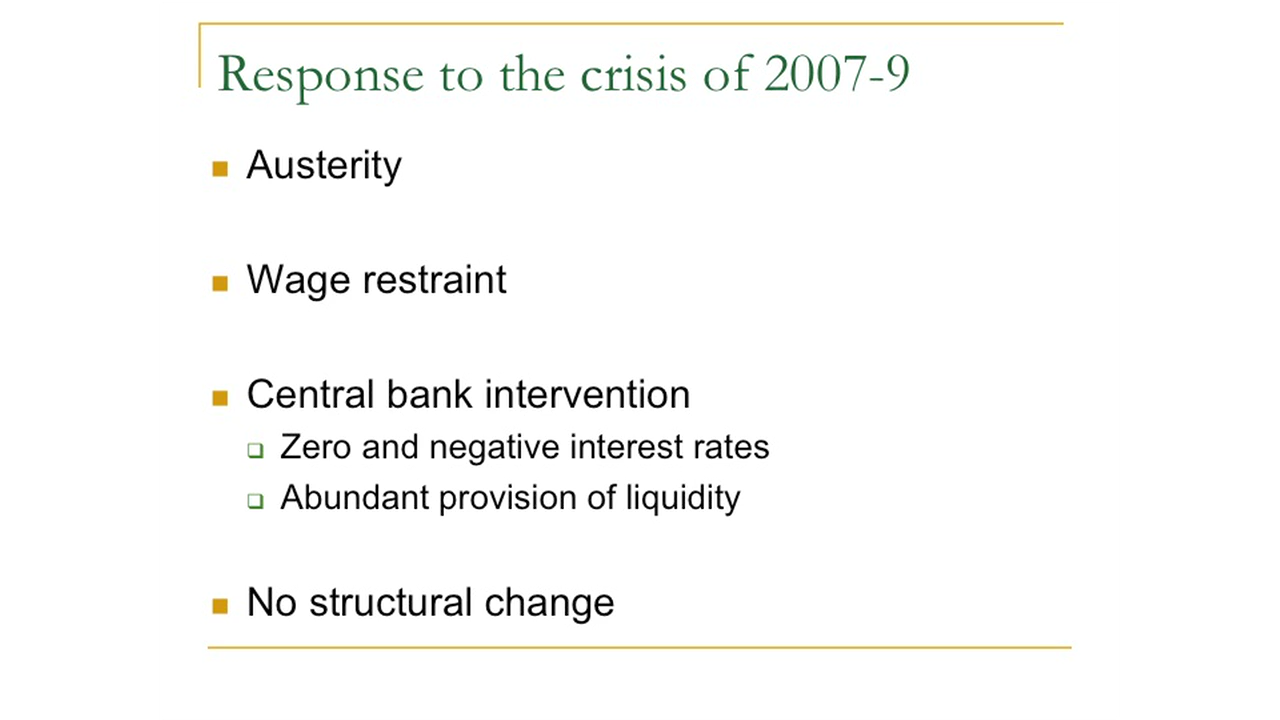 Response to the crisis of 2007-9
Austerity
Wage restraint
Central bank intervention
Zero and negative interest rates
Abundant provision of liquidity
No structural change